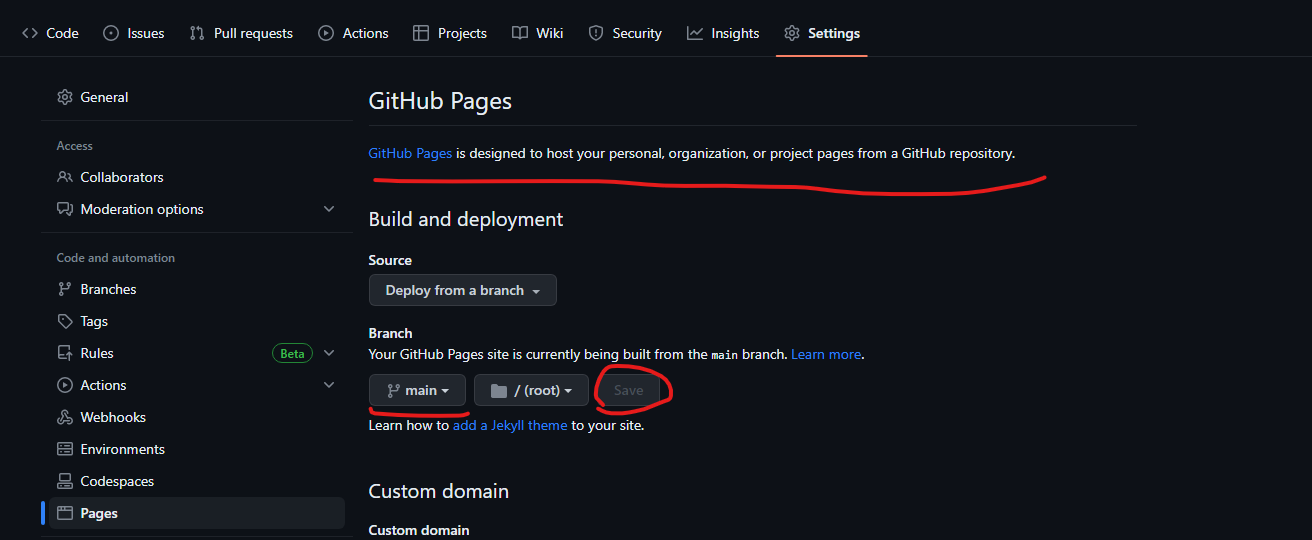 Code Issues Pull requests Actions Projects Wiki Security Insights Settings
General
Access
Collaborators
Moderation options
Code and automation
Branches
Tags
Rules Beta
Actions
Webhooks
Environments
Codespaces
Pages
GitHub Pages
GitHub Pages is designed to host your personal, organization, or project pages from a GitHub repository.
Build and deployment
Source
Deploy from a branch
Branch
Your GitHub Pages site is currently being built from the main branch. Learn more.
main / (root) Save
Learn how to add a Jekyll theme to your site.
Custom domain
Custom domain